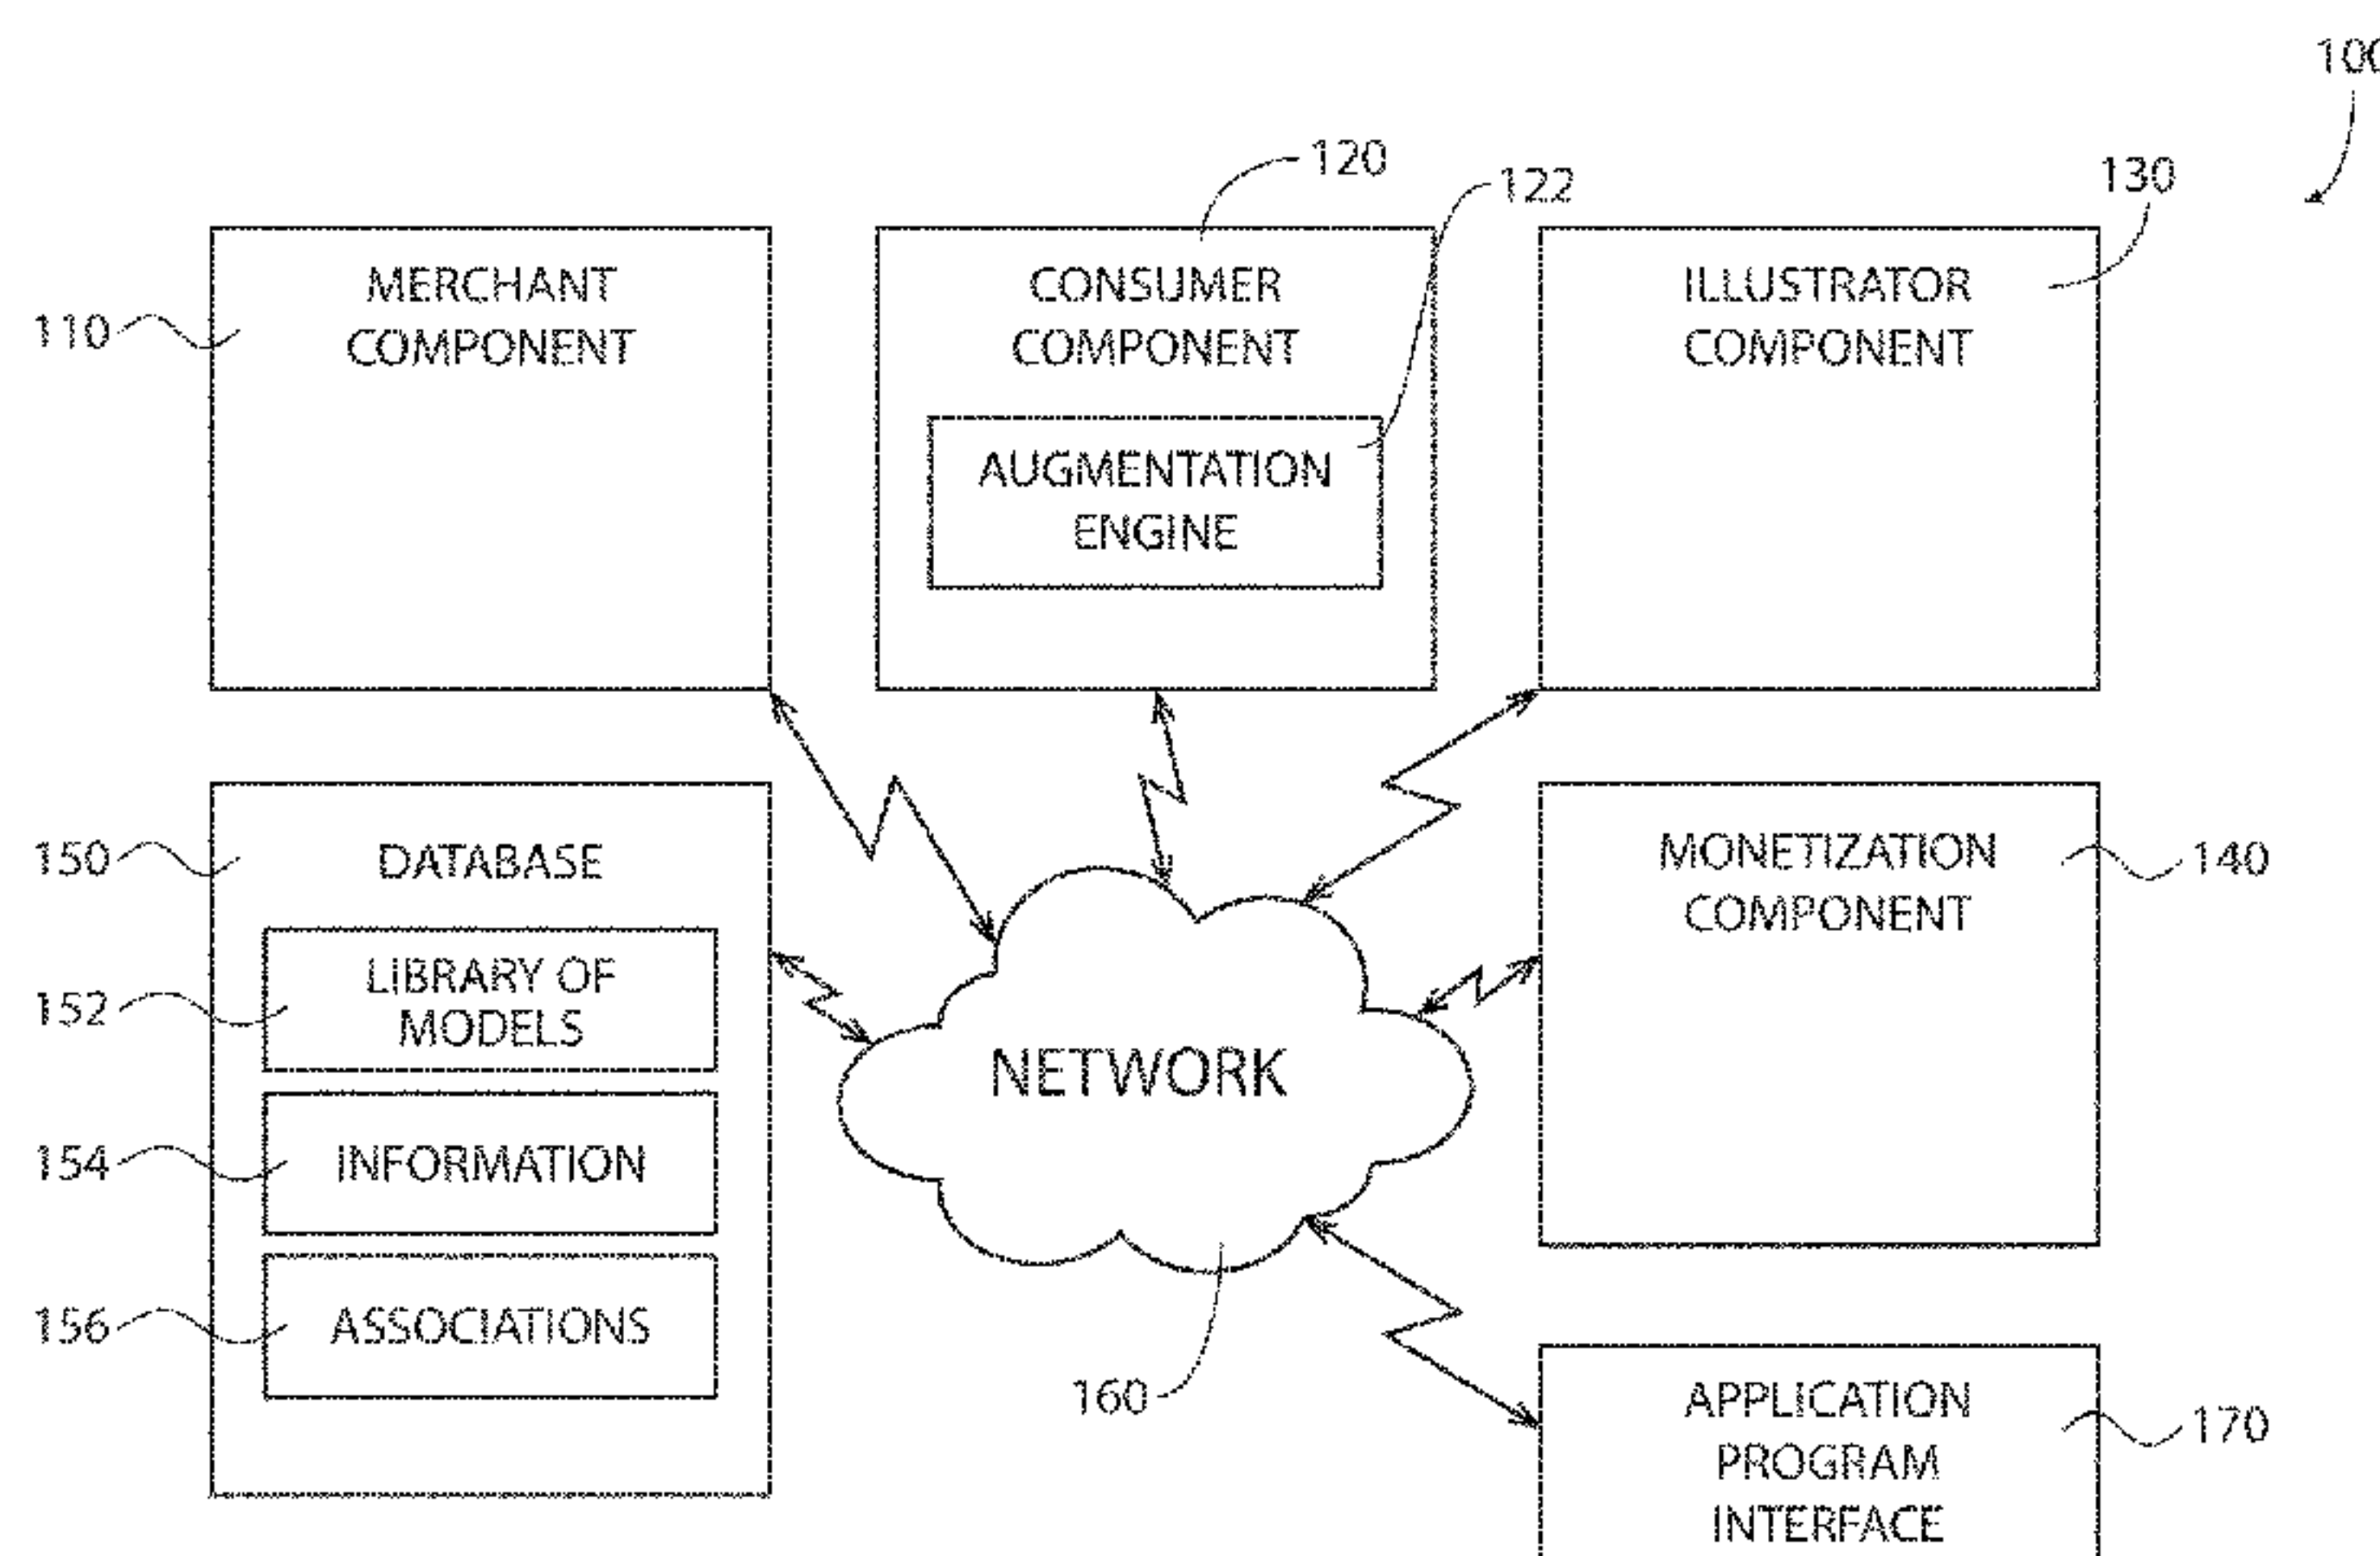 100
120
122
130
MERCHANT
COMPONENT
CONSUMER
COMPONENT
ILLUSTRATOR
COMPONENT
110
AUGMENTATION
ENGINE
150
DATABASE
MONETIZATION
COMPONENT
140
LIBRARY OF
MODELS
152
NETWORK
154
INFORMATION
156
ASSOCIATIONS
160
APPLICATION
PROGRAM
INTERFACE
170